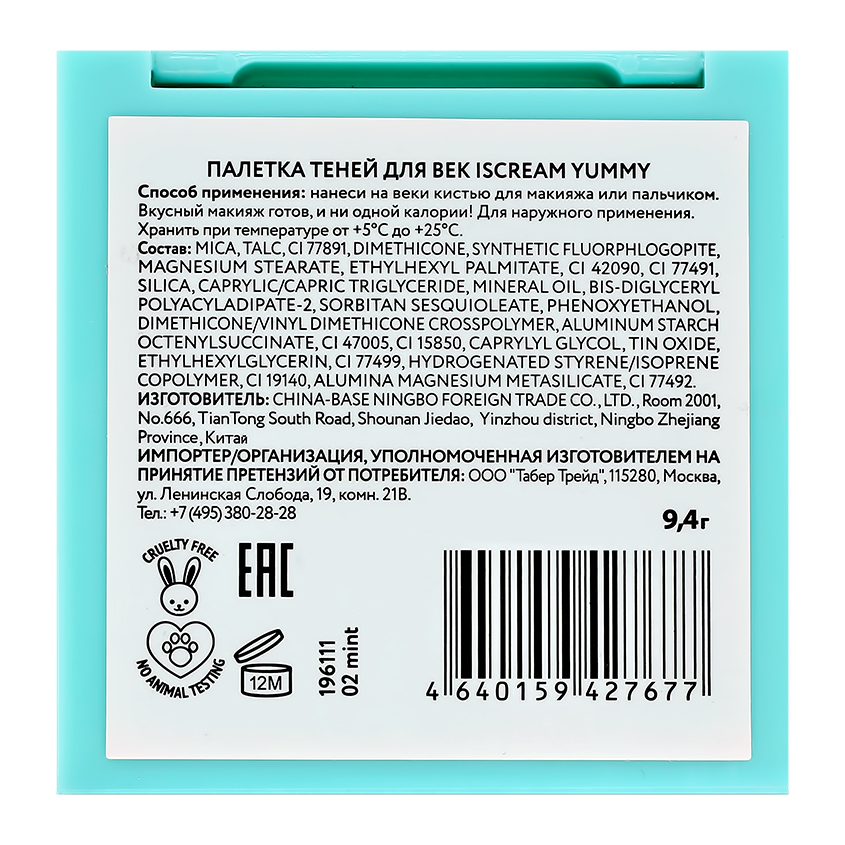 ПАЛЕТКА ТЕНЕЙ ДЛЯ ВЕК ISCREAM YUMMY
Способ применения: нанеси на веки кистью для макияжа или пальчиком.
Вкусный макияж готов, и ни одной калории! Для наружного применения.
Хранить при температуре от +5°C до +25°C.
Состав: MICA, TALC, CI 77891, DIMETHICONE, SYNTHETIC FLUORPHLOGOPITE,
MAGNESIUM STEARATE, ETHYLHEXYL PALMITATE, CI 42090, CI 77491,
SILICA, CAPRYLIC/CAPRIC TRIGLYCERIDE, MINERAL OIL, BIS-DIGLYCERYL
POLYACYLADIPATE-2, SORBITAN SESQUIOLEATE, PHENOXYETHANOL,
DIMETHICONE/VINYL DIMETHICONE CROSSPOLYMER, ALUMINUM STARCH
OCTENYLSUCCINATE, CI 47005, CI 15850, CAPRYLYL GLYCOL, TIN OXIDE,
ETHYLHEXYLGLYCERIN, CI 77499, HYDROGENATED STYRENE/ISOPRENE
COPOLYMER, CI 19140, ALUMINA MAGNESIUM METASILICATE, CI 77492.
ИЗГОТОВИТЕЛЬ: CHINA-BASE NINGBO FOREIGN TRADE CO., LTD., Room 2001,
No.666, TianTong South Road, Shounan Jiedao, Yinzhou district, Ningbo Zhejiang
Province, Китай
ИМПОРТЕР/ОРГАНИЗАЦИЯ, УПОЛНОМОЧЕННАЯ ИЗГОТОВИТЕЛЕМ НА
ПРИНЯТИЕ ПРЕТЕНЗИЙ ОТ ПОТРЕБИТЕЛЯ: ООО "Табер Трейд", 115280, Москва,
ул. Ленинская Слобода, 19, комн. 21В.
Тел.: +7 (495) 380-28-28
9,4г
CRUELTY FREE
EAC
NO ANIMAL TESTING
12M
196111
02 mint
4 640159 427677